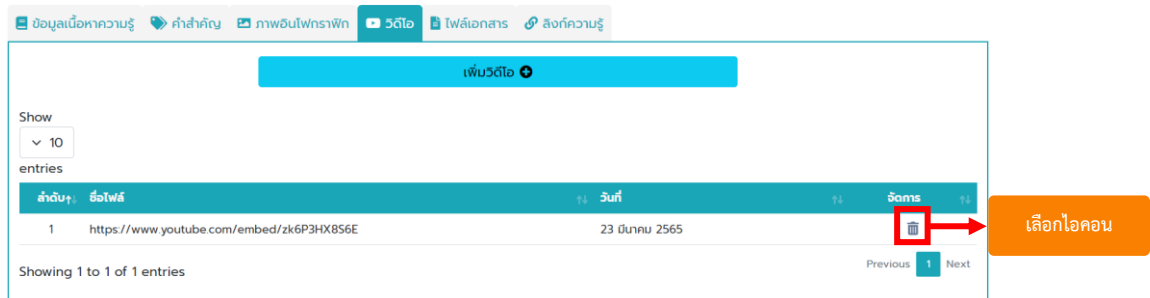 ข้อมูลเนื้อหาความรู้ คำสำคัญ ภาพอินโฟกราฟิก วิดีโอ ไฟล์เอกสาร ลิงก์ความรู้
เพิ่มวิดีโอ
Show
10
entries
ลำดับ ชื่อไฟล์ วันที่ จัดการ
1 https://www.youtube.com/embed/zk6P3HX8S6E 23 มีนาคม 2565
เลือกไอคอน
Showing 1 to 1 of 1 entries Previous 1 Next